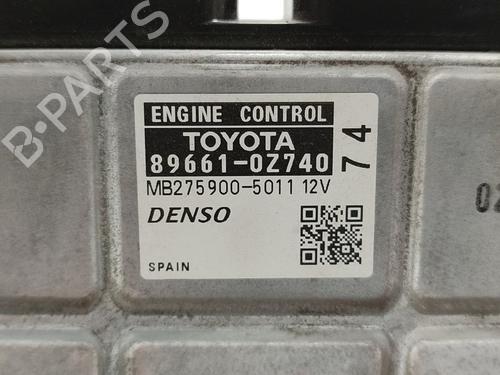 ENGINE CONTROL
TOYOTA
89661-0Z740
74
MB275900-5011 12V
DENSO
SPAIN
B-PARTS